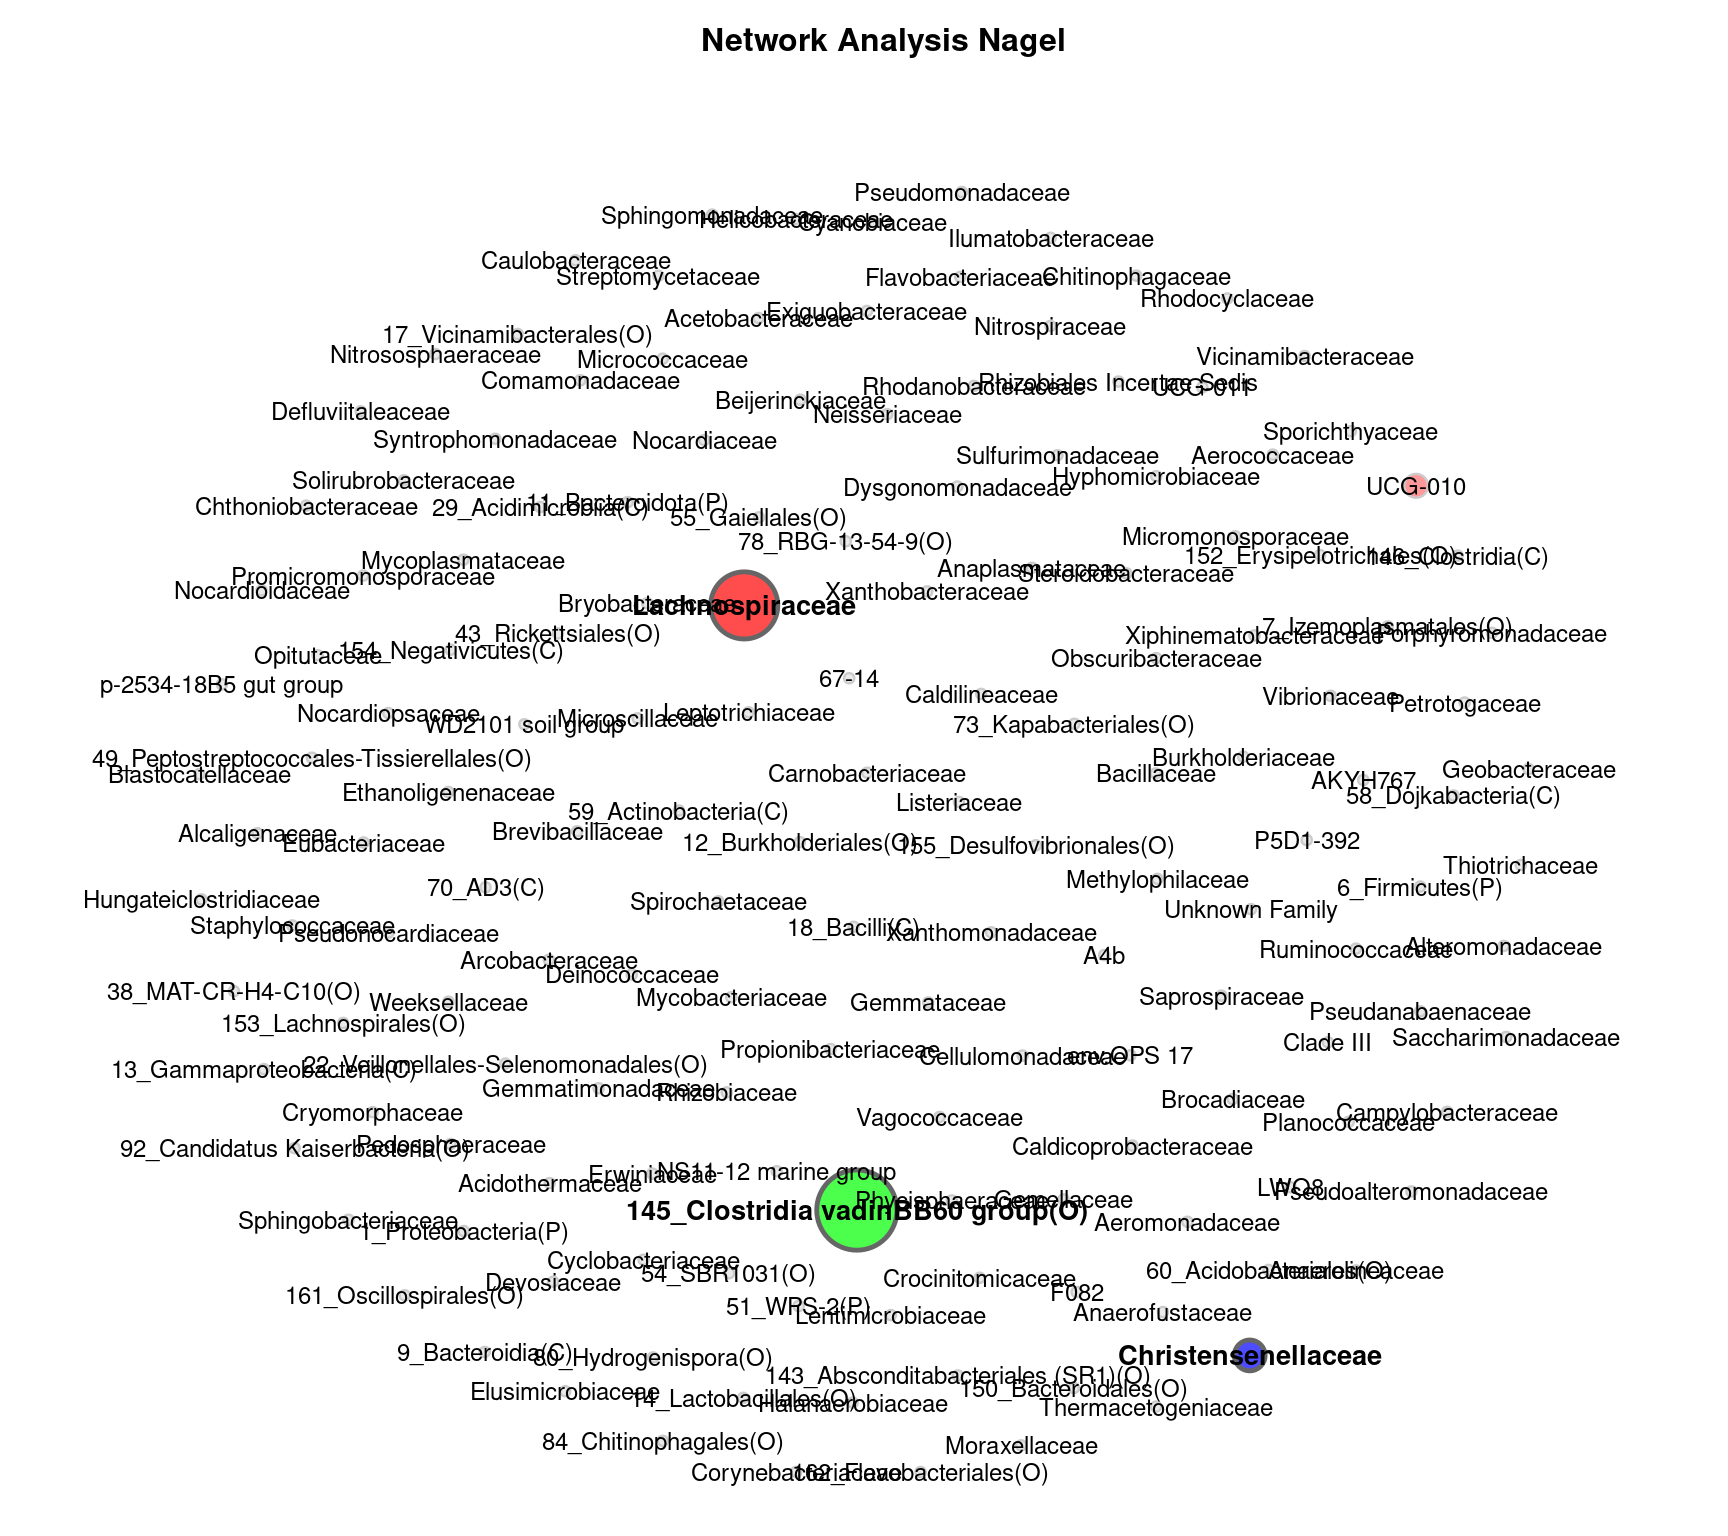 Network Analysis Nagel
Pseudomonadaceae
Sphingomonadaceae
Helicobacteraceae
Cyanobiaceae
Ilumatobacteraceae
Caulobacteraceae
Streptomycetaceae
Flavobacteriaceae
Chitinophagaceae
Rhodocyclaceae
Acetobacteraceae
Exiguobacteraceae
Nitrospiraceae
17_Vicinamibacterales(O)
Nitrososphaeraceae
Micrococcaceae
Vicinamibacteraceae
Comamonadaceae
Rhodanobacteraceae
Rhizobiales Incertae Sedis
UCG-011
Beijerinckiaceae
Neisseriaceae
Defluviitaleaceae
Syntrophomonadaceae
Nocardiaceae
Sporichthyaceae
Sulfurimonadaceae
Aerococcaceae
Solirubrobacteraceae
Hyphomicrobiaceae
Dysgonomonadaceae
UCG-010
Chthoniobacteraceae
29_Acidimicrobiia(C)
11_Bacteroidota(P)
55_Gaiellales(O)
78_RBG-13-54-9(O)
Micromonosporaceae
152_Erysipelotrichales(O)
146_Clostridia(C)
Mycoplasmataceae
Promicromonosporaceae
Nocardioidaceae
Anaplasmataceae
Steroidobacteraceae
Xanthobacteraceae
Bryobacteraceae
Lachnospiraceae
43_Rickettsiales(O)
154_Negativicutes(C)
Opitutaceae
Xiphinematobacteraceae
7_Izemoplasmatales(O)
Porphyromonadaceae
Obscuribacteraceae
p-2534-18B5 gut group
67-14
Caldilineaceae
Vibrionaceae
Petrotogaceae
Nocardiopsaceae
WD2101 soil group
Microscillaceae
Leptotrichiaceae
73_Kapabacteriales(O)
49_Peptostreptococcales-Tissierellales(O)
Blastocatellaceae
Carnobacteriaceae
Bacillaceae
Burkholderiaceae
AKYH767
Geobacteraceae
58_Dojkabacteria(C)
Ethanoligenenaceae
Listeriaceae
59_Actinobacteria(C)
Alcaligenaceae
Eubacteriaceae
Brevibacillaceae
12_Burkholderiales(O)
155_Desulfovibrionales(O)
P5D1-392
Thiotrichaceae
Hungateiclostridiaceae
70_AD3(C)
Spirochaetaceae
Methylophilaceae
6_Firmicutes(P)
Unknown Family
Staphylococcaceae
Pseudonocardiaceae
18_Bacilli(C)
Xanthomonadaceae
Ruminococcaceae
Alteromonadaceae
Arcobacteraceae
Deinococcaceae
A4b
38_MAT-CR-H4-C10(O)
Weeksellaceae
Mycobacteriaceae
Gemmataceae
Saprospiraceae
Pseudanabaenaceae
153_Lachnospirales(O)
Clade III
Saccharimonadaceae
13_Gammaproteobacteria(C)
22_Veillonellales-Selenomonadales(O)
Propionibacteriaceae
Cellulomonadaceae
env.OPS 17
Gemmatimonadaceae
Rhizobiaceae
Cryomorphaceae
Vagococcaceae
Brocadiaceae
Planococcaceae
Campylobacteraceae
92_Candidatus Kaiserbacteria(O)
Pedosphaeraceae
Caldicoprobacteraceae
Acidothermaceae
Erwiniaceae
NS11-12 marine group
Phycisphaeraceae
Gemellaceae
LWO8
Pseudoalteromonadaceae
145_Clostridia vadinBB60 group(O)
Sphingobacteriaceae
1_Proteobacteria(P)
Aeromonadaceae
Cyclobacteriaceae
54_SBR1031(O)
Devosiaceae
Crocinitomicaceae
60_Acidobacteriales(O)
Anaerolineaceae
161_Oscillospirales(O)
F082
51_WPS-2(P)
Lentimicrobiaceae
Anaerofustaceae
9_Bacteroidia(C)
80_Hydrogenispora(O)
Christensenellaceae
143_Absconditabacteriales (SR1)(O)
150_Bacteroidales(O)
Elusimicrobiaceae
14_Lactobacillales(O)
Halanaerobiaceae
Thermacetogeniaceae
84_Chitinophagales(O)
Moraxellaceae
Corynebacteriaceae
162_Flavobacteriales(O)